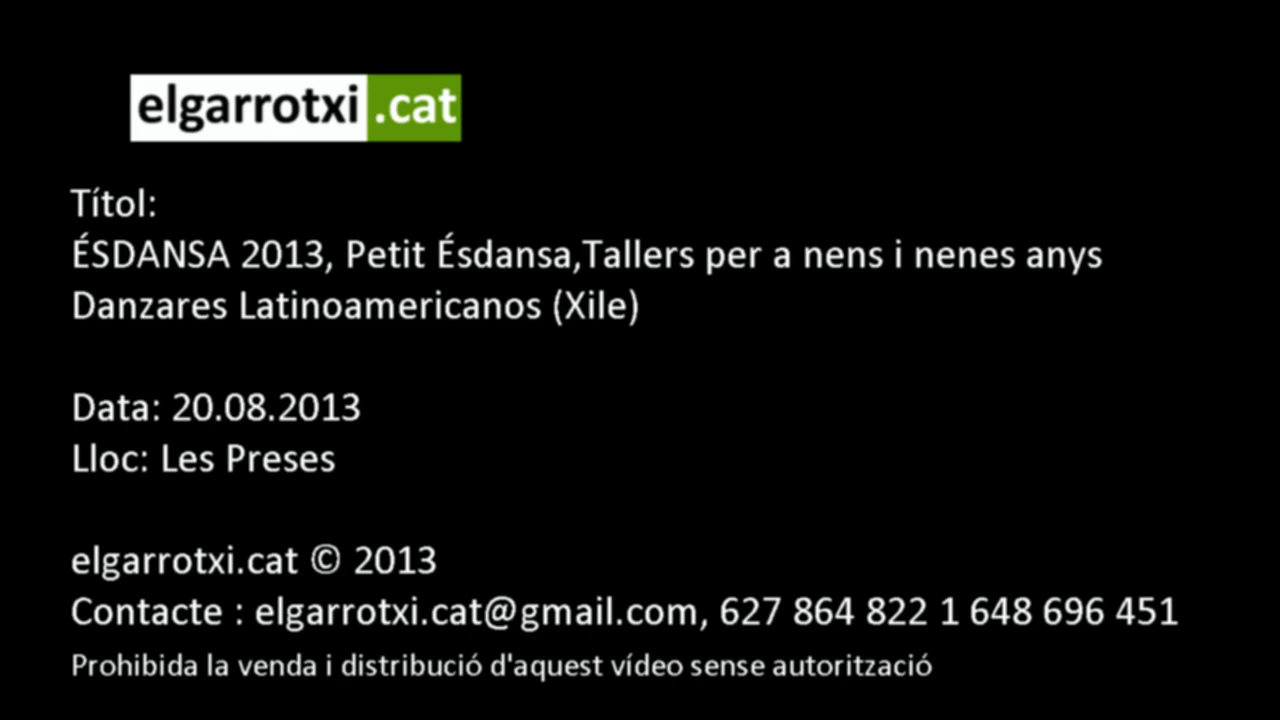 elgarrotxi.cat
Títol:
ÉSDANSA 2013, Petit Ésdansa,Tallers per a nens i nenes anys
Danzares Latinoamericanos (Xile)
Data: 20.08.2013
Lloc: Les Preses
elgarrotxi.cat © 2013
Contacte : elgarrotxi.cat@gmail.com, 627 864 822 1 648 696 451
Prohibida la venda i distribució d'aquest vídeo sense autorització